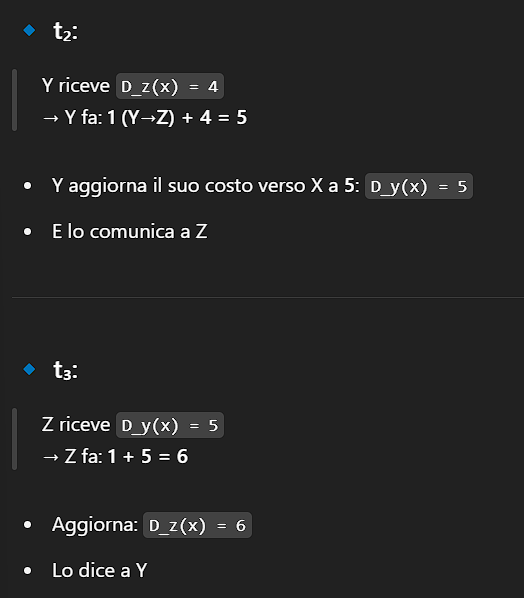 t₂:
Y riceve D_z(x) = 4
→ Y fa: 1 (Y→Z) + 4 = 5
• Y aggiorna il suo costo verso X a 5: D_y(x) = 5
• E lo comunica a Z
t₃:
Z riceve D_y(x) = 5
→ Z fa: 1 + 5 = 6
• Aggiorna: D_z(x) = 6
• Lo dice a Y